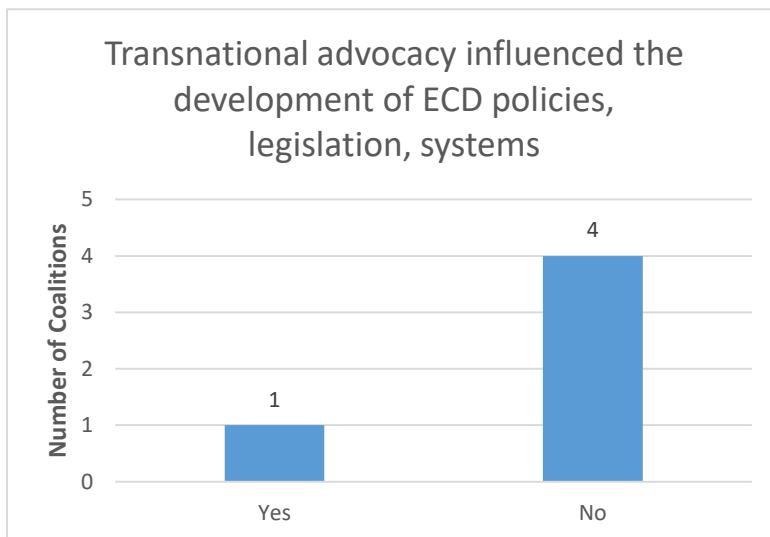 Transnational advocacy influenced the
development of ECD policies,
legislation, systems
Number of Coalitions
5
4
3
2
1
0
1
4
Yes
No